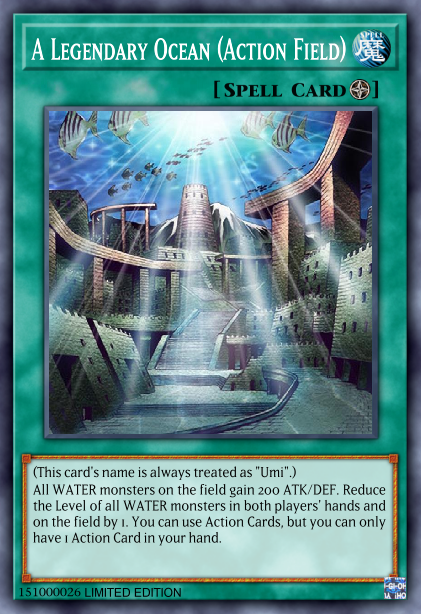 A Legendary Ocean (Action Field)
SPELL
魔
[Spell Card]
(This card's name is always treated as "Umi".)
All WATER monsters on the field gain 200 ATK/DEF. Reduce
the Level of all WATER monsters in both players' hands and
on the field by 1. You can use Action Cards, but you can only
have 1 Action Card in your hand.
151000026 LIMITED EDITION